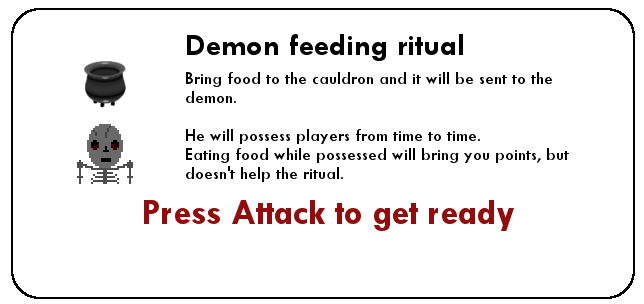 Demon feeding ritual
Bring food to the cauldron and it will be sent to the
demon.
He will possess players from time to time.
Eating food while possessed will bring you points, but
doesn't help the ritual.
Press Attack to get ready